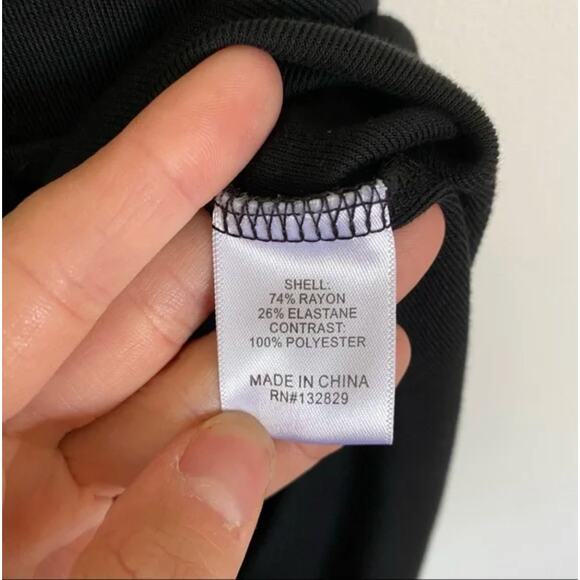 SHELL:
74% RAYON
26% ELASTANE
CONTRAST:
100% POLYESTER
MADE IN CHINA
RN#132829